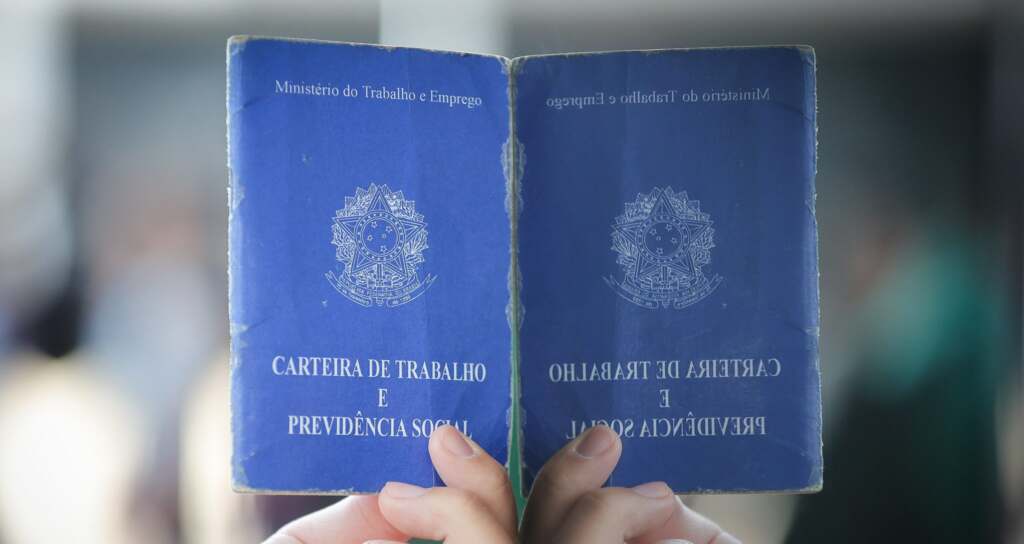 Ministério do Trabalho e Emprego
CARTEIRA DE TRABALHO
E
PREVIDÊNCIA SOCIAL
Ministério do Trabalho e Emprego
CARTEIRA DE TRABALHO
E
PREVIDÊNCIA SOCIAL